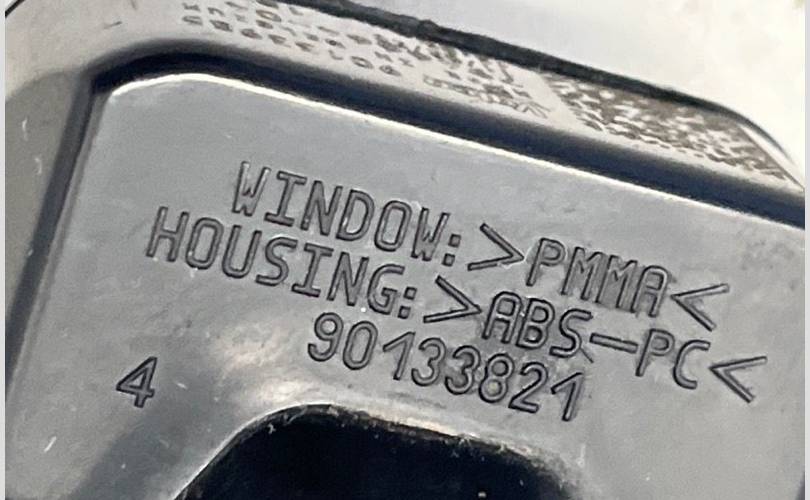 WINDOW: >PMMA<
HOUSING: >ABS-PC<
90133821
4